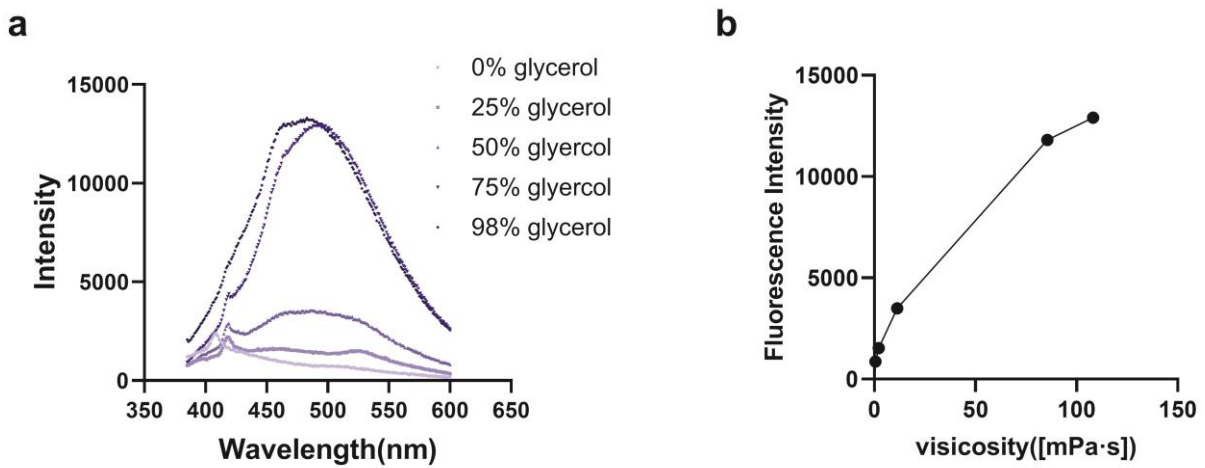 a
Intensity
15000
10000
5000
0
350 400 450 500 550 600 650
Wavelength(nm)
0% glycerol
25% glycerol
50% glyercol
75% glyercol
98% glycerol
b
Fluorescence Intensity
15000
10000
5000
0
0 50 100 150
visicosity([mPa·s])